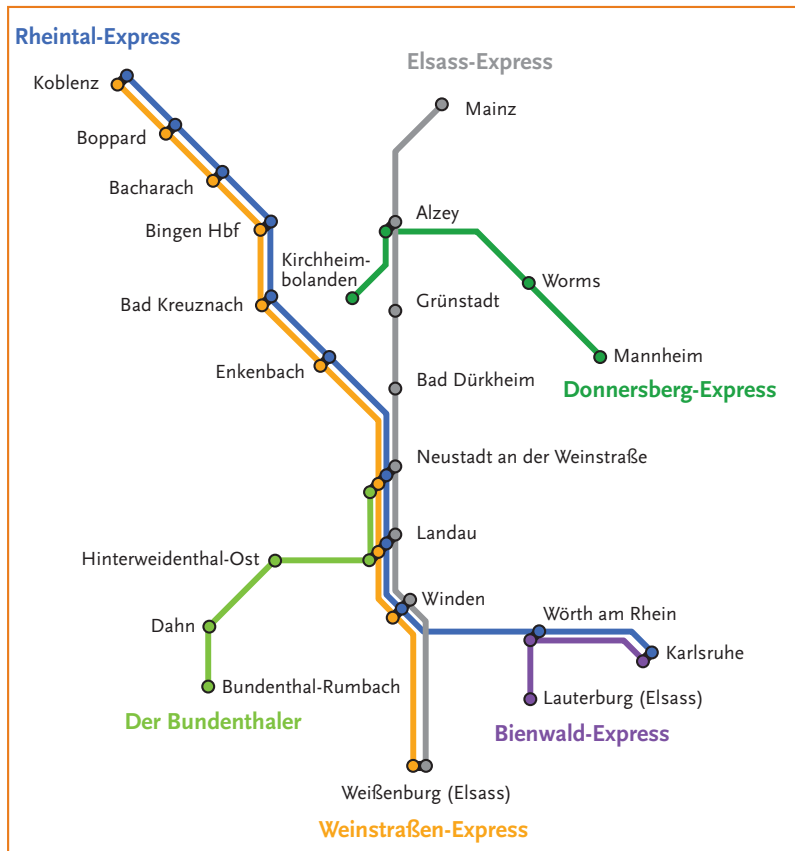 Rheintal-Express
Elsass-Express
Koblenz
Mainz
Boppard
Bacharach
Alzey
Bingen Hbf
Kirchheim-
bolanden
Worms
Bad Kreuznach
Grünstadt
Mannheim
Enkenbach
Bad Dürkheim
Donnersberg-Express
Neustadt an der Weinstraße
Landau
Hinterweidenthal-Ost
Winden
Wörth am Rhein
Dahn
Karlsruhe
Bundenthal-Rumbach
Lauterburg (Elsass)
Der Bundenthaler
Bienwald-Express
Weißenburg (Elsass)
Weinstraßen-Express